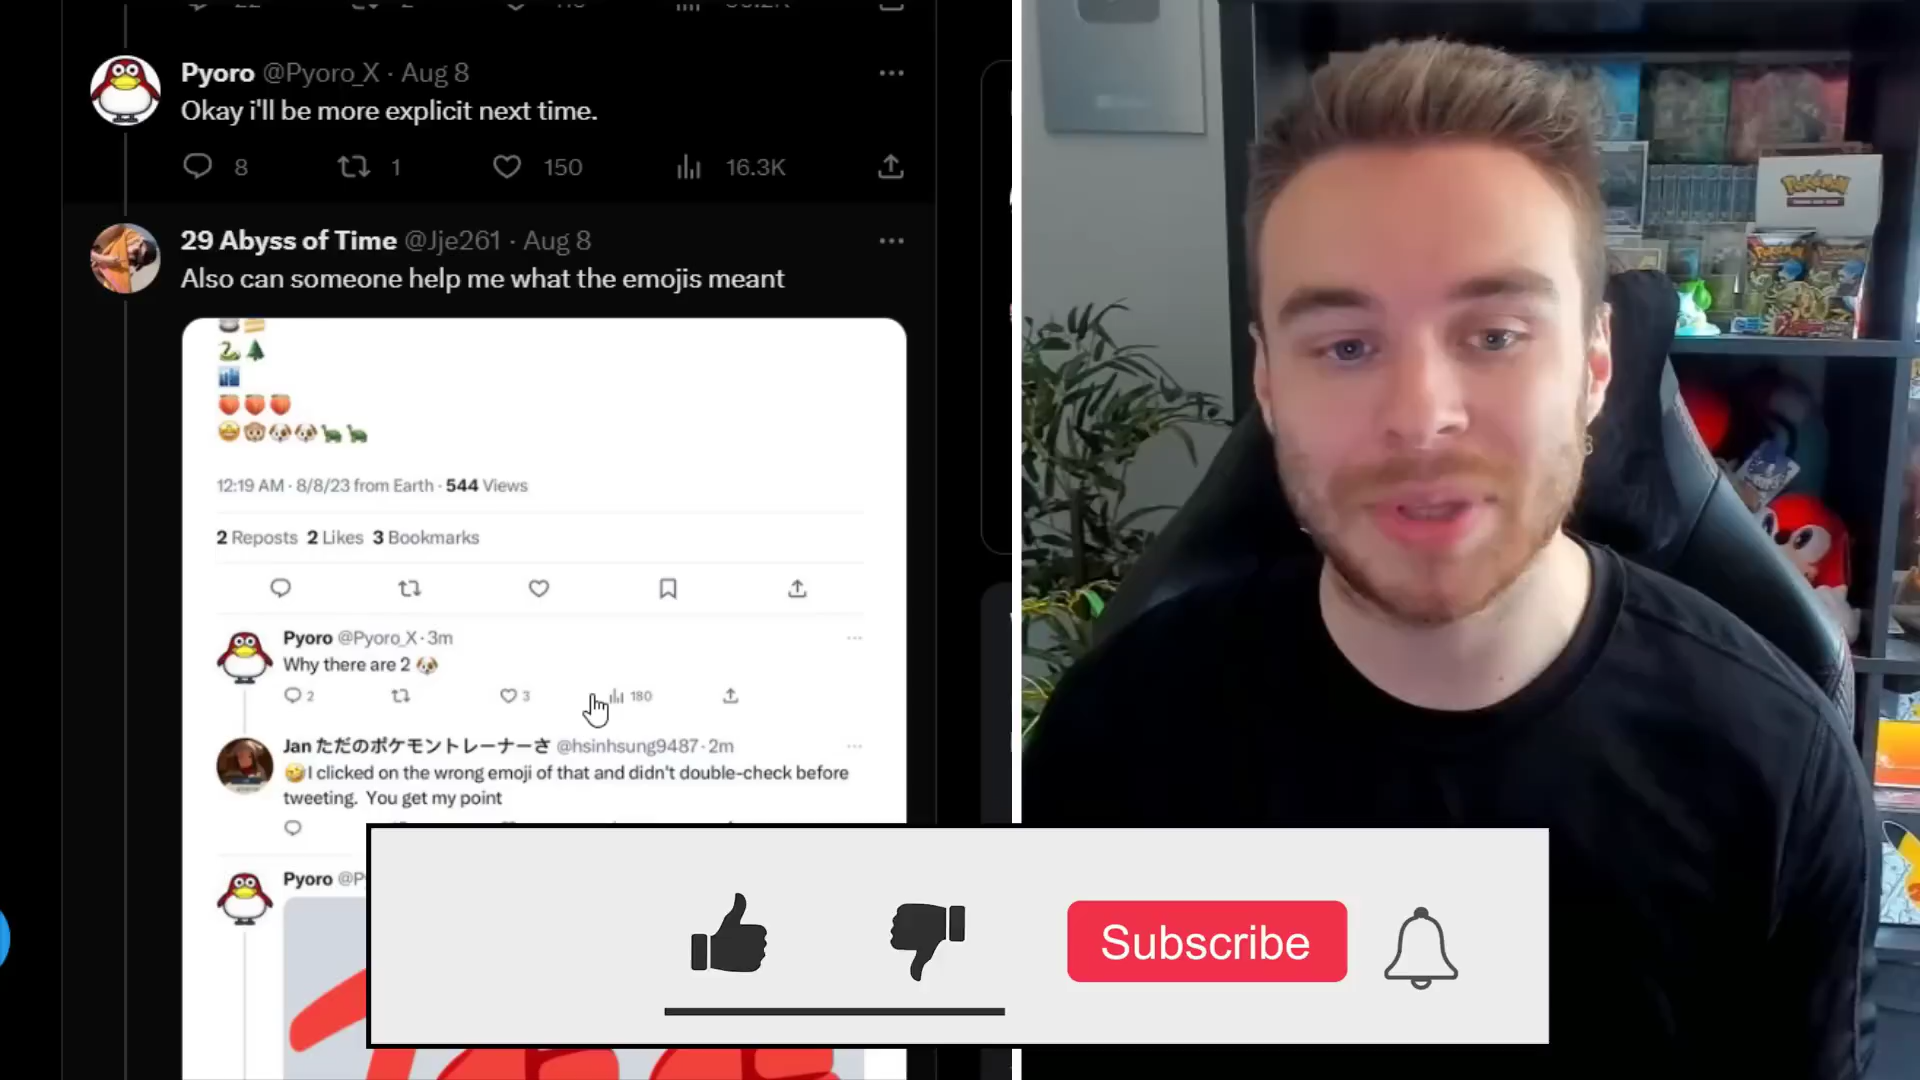 Pyoro @Pyoro_X · Aug 8
Okay i'll be more explicit next time.
8 1 150 16.3K
29 Abyss of Time @Jje261 · Aug 8
Also can someone help me what the emojis meant
12:19 AM · 8/8/23 from Earth · 544 Views
2 Reposts 2 Likes 3 Bookmarks
Pyoro @Pyoro_X · 3m
Why there are 2 🐶
2 3 180
Jan ただのポケモントレーナーさ @hsinhsung9487 · 2m
🤣I clicked on the wrong emoji of that and didn't double-check before
tweeting. You get my point
Pyoro
Subscribe
POKéMON